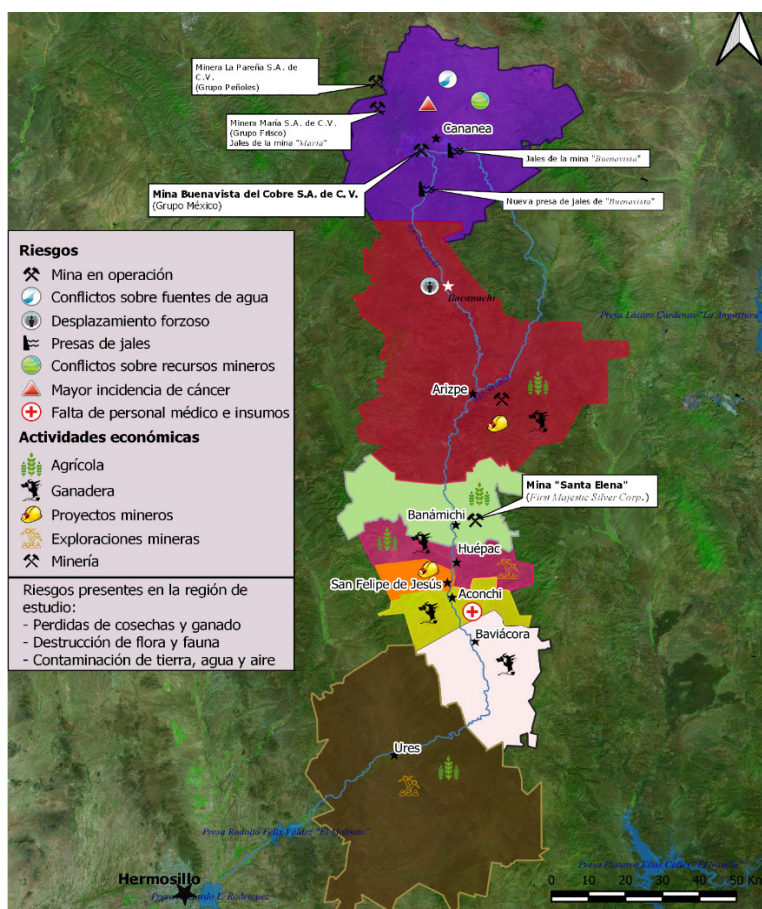 Minera La Pareña S.A. de
C.V.
(Grupo Peñoles)
Minera María S.A. de C.V.
(Grupo Frisco)
Jales de la mina "María"
Cananea
Jales de la mina "Buenavista"
Mina Buenavista del Cobre S.A. de C.V.
(Grupo México)
Nueva presa de jales de "Buenavista"
Riesgos
Mina en operación
Conflictos sobre fuentes de agua
Desplazamiento forzoso
Presas de jales
Conflictos sobre recursos mineros
Mayor incidencia de cáncer
Falta de personal médico e insumos
Actividades económicas
Agrícola
Ganadera
Proyectos mineros
Exploraciones mineras
Minería
Riesgos presentes en la región de
estudio:
- Perdidas de cosechas y ganado
- Destrucción de flora y fauna
- Contaminación de tierra, agua y aire
Bacanuchi
Presa Lázaro Cárdenas "La Angostura"
Arizpe
Mina "Santa Elena"
(First Majestic Silver Corp.)
Banámichi
Huépac
San Felipe de Jesús
Aconchi
Baviácora
Ures
Presa Rodolfo Félix Valdez "El Molinito"
Hermosillo
Rodríguez
0 10 20 30 40 50 Km